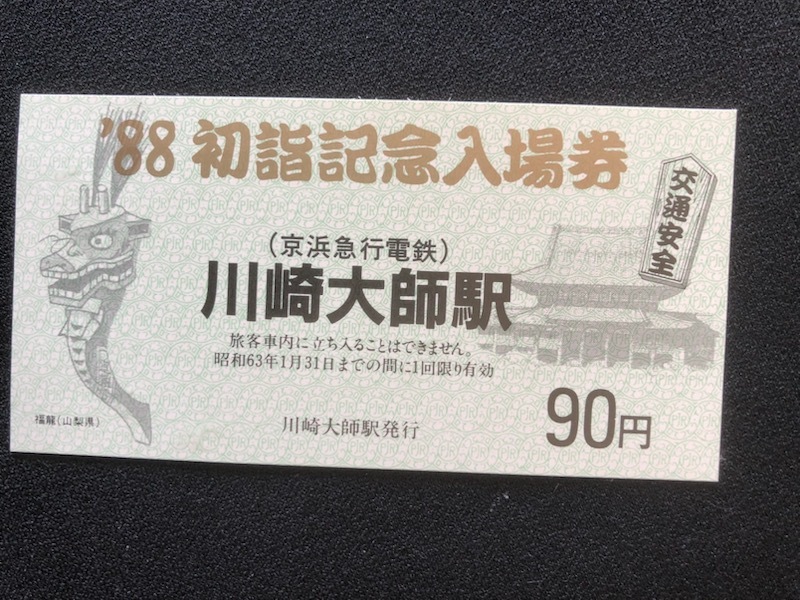 '88 初詣記念入場券
交通安全
(京浜急行電鉄)
川崎大師駅
旅客車内に立ち入ることはできません。
昭和63年1月31日までの間に1回限り有効
福龍(山梨県)
川崎大師駅発行
90円